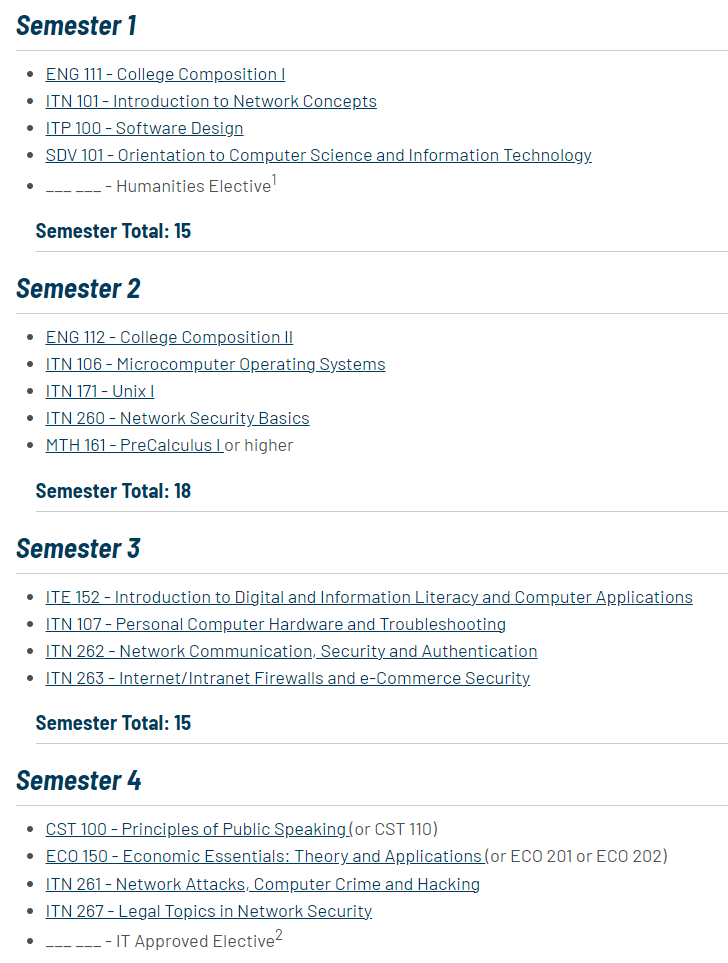 Semester 1
ENG 111 - College Composition I
ITN 101 - Introduction to Network Concepts
ITP 100 - Software Design
SDV 101 - Orientation to Computer Science and Information Technology
___ ___ - Humanities Elective1
Semester Total: 15
Semester 2
ENG 112 - College Composition II
ITN 106 - Microcomputer Operating Systems
ITN 171 - Unix I
ITN 260 - Network Security Basics
MTH 161 - PreCalculus I or higher
Semester Total: 18
Semester 3
ITE 152 - Introduction to Digital and Information Literacy and Computer Applications
ITN 107 - Personal Computer Hardware and Troubleshooting
ITN 262 - Network Communication, Security and Authentication
ITN 263 - Internet/Intranet Firewalls and e-Commerce Security
Semester Total: 15
Semester 4
CST 100 - Principles of Public Speaking (or CST 110)
ECO 150 - Economic Essentials: Theory and Applications (or ECO 201 or ECO 202)
ITN 261 - Network Attacks, Computer Crime and Hacking
ITN 267 - Legal Topics in Network Security
___ ___ - IT Approved Elective2